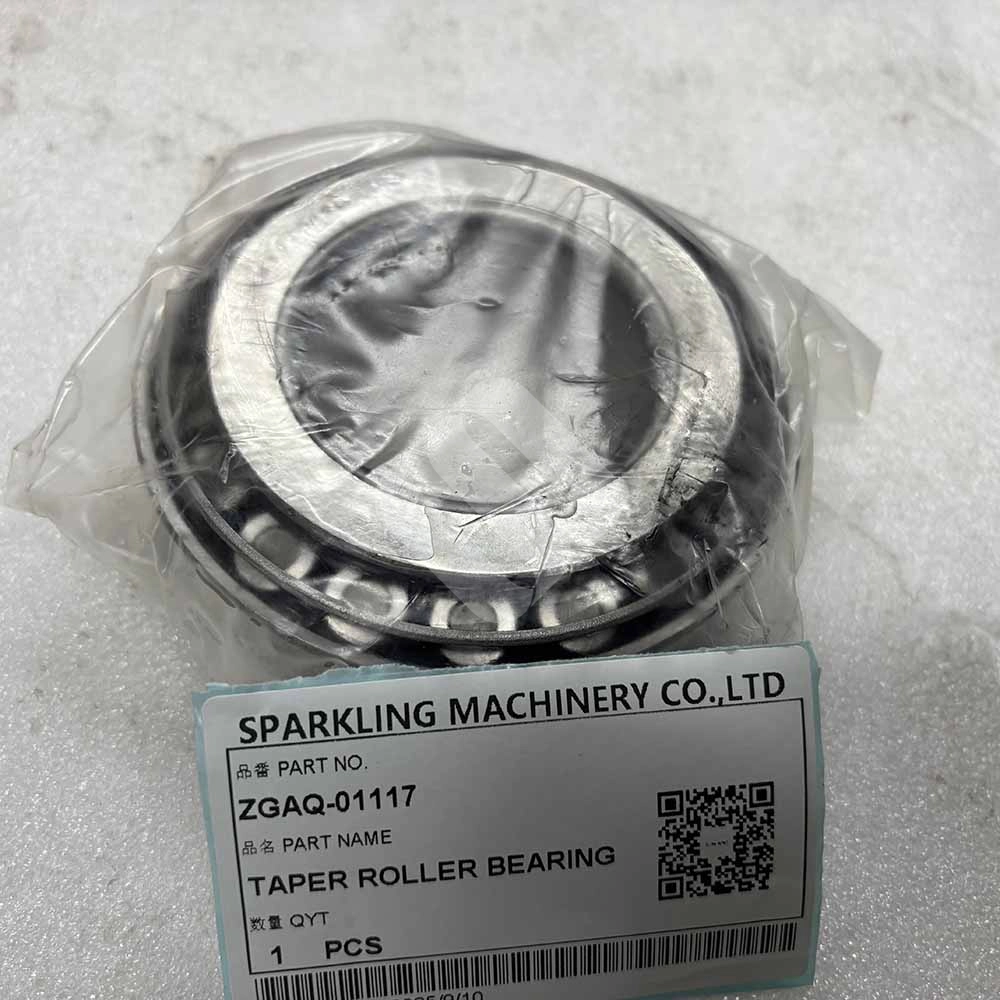 SPARKLING MACHINERY CO.,LTD
品番 PART NO.
ZGAQ-01117
品名 PART NAME
TAPER ROLLER BEARING
数量 QYT
1 PCS